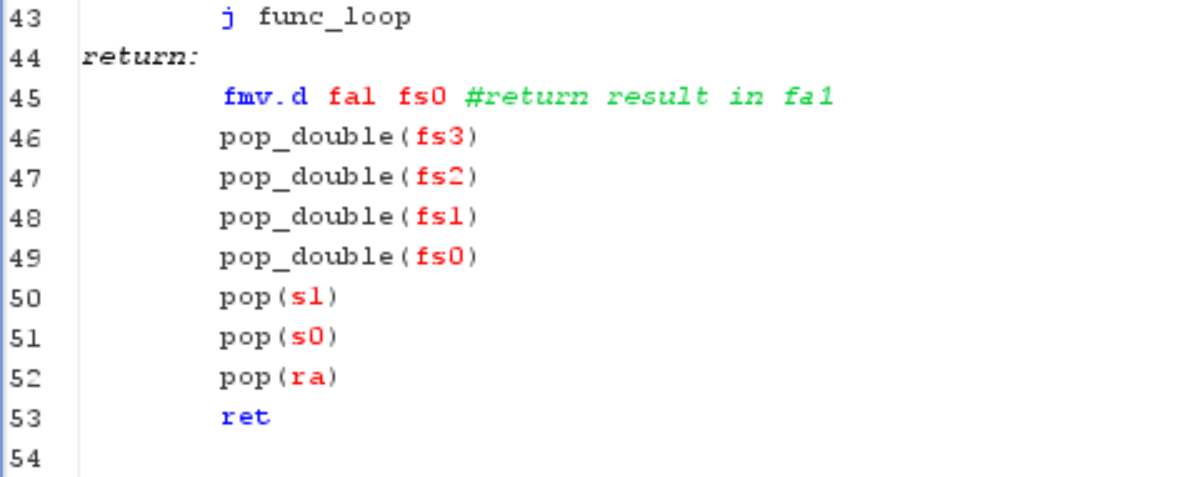 43 j func_loop
44 return:
45 fmv.d fa1 fs0 #return result in fa1
46 pop_double(fs3)
47 pop_double(fs2)
48 pop_double(fs1)
49 pop_double(fs0)
50 pop(s1)
51 pop(s0)
52 pop(ra)
53 ret
54